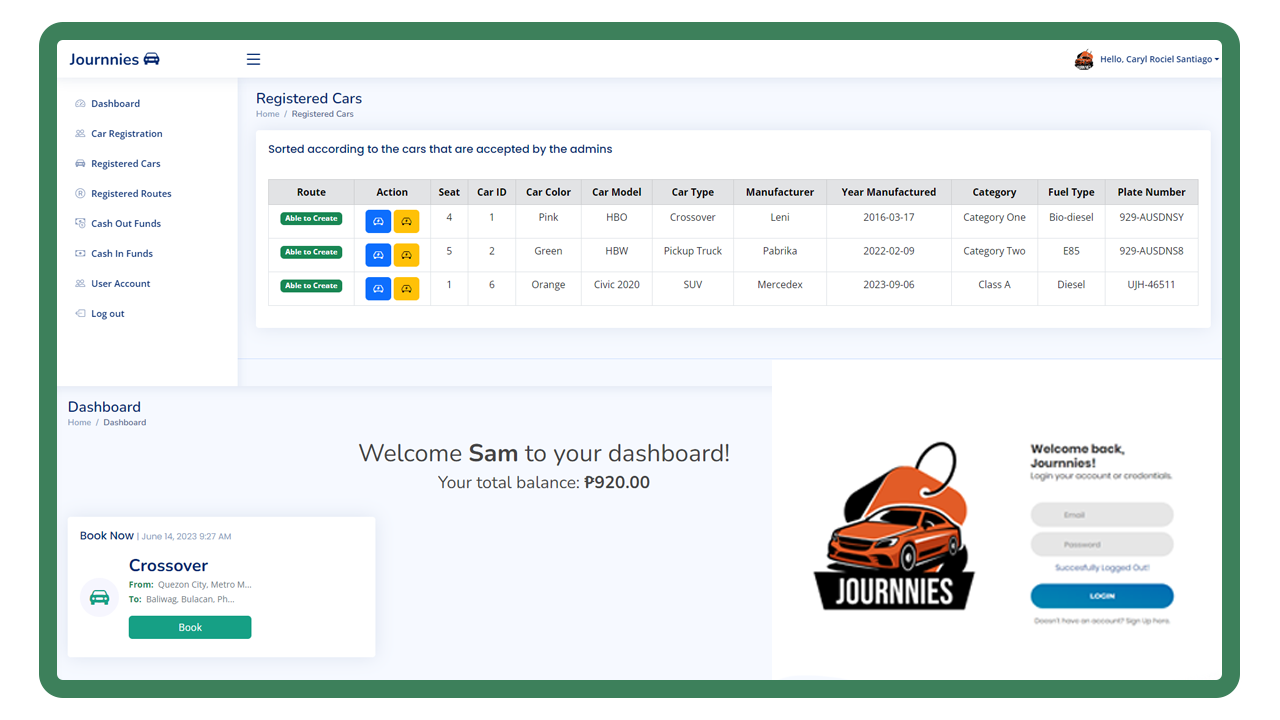 Journnies
Hello, Caryl Rociel Santiago
Dashboard
Car Registration
Registered Cars
Registered Routes
Cash Out Funds
Cash In Funds
User Account
Log out
Registered Cars
Home / Registered Cars
Sorted according to the cars that are accepted by the admins
Route Action Seat Car ID Car Color Car Model Car Type Manufacturer Year Manufactured Category Fuel Type Plate Number
Able to Create 4 1 Pink HBO Crossover Leni 2016-03-17 Category One Bio-diesel 929-AUSDNSY
Able to Create 5 2 Green HBW Pickup Truck Pabrika 2022-02-09 Category Two E85 929-AUSDNS8
Able to Create 1 6 Orange Civic 2020 SUV Mercedex 2023-09-06 Class A Diesel UJH-46511
Dashboard
Home / Dashboard
Welcome Sam to your dashboard!
Your total balance: ₱920.00
Book Now | June 14, 2023 9:27 AM
Crossover
From: Quezon City, Metro M...
To: Baliwag, Bulacan, Ph...
Book
JOURNNIES
Welcome back,
Journnies!
Login your account or credentials.
Email
Password
Succesfully Logged Out!
LOGIN
Doesn't have an account? Sign Up here.